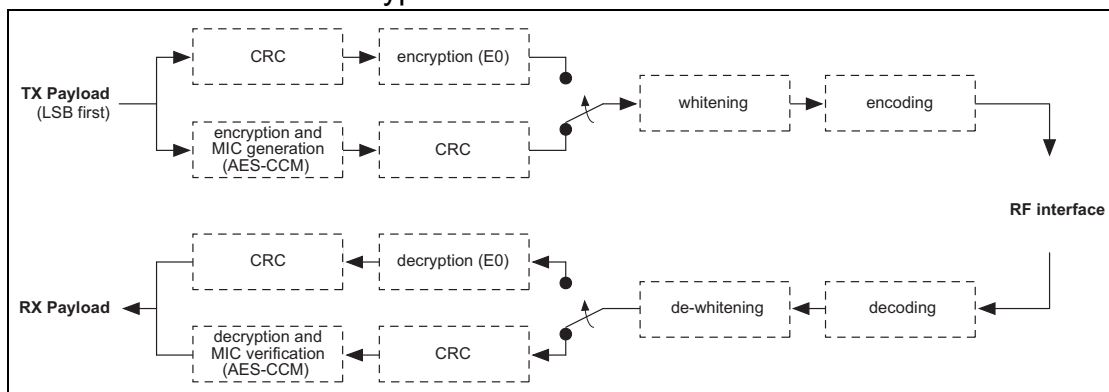 CRC
encryption (E0)
TX Payload
(LSB first)
whitening
encoding
encryption and
MIC generation
(AES-CCM)
CRC
RF interface
CRC
decryption (E0)
RX Payload
de-whitening
decoding
decryption and
MIC verification
(AES-CCM)
CRC